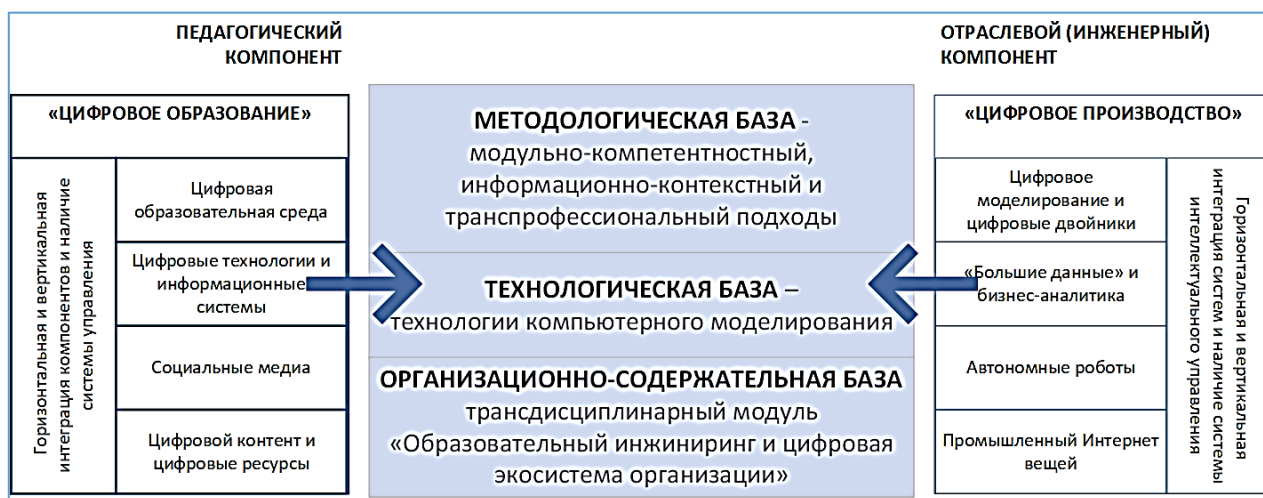 ПЕДАГОГИЧЕСКИЙ
КОМПОНЕНТ
«ЦИФРОВОЕ ОБРАЗОВАНИЕ»
Горизонтальная и вертикальная
интеграция компонентов и наличие
системы управления
Цифровая
образовательная среда
Цифровые технологии и
информационные
системы
Социальные медиа
Цифровой контент и
цифровые ресурсы
МЕТОДОЛОГИЧЕСКАЯ БАЗА -
модульно-компетентностный,
информационно-контекстный и
транспрофессиональный подходы
ТЕХНОЛОГИЧЕСКАЯ БАЗА –
технологии компьютерного моделирования
ОРГАНИЗАЦИОННО-СОДЕРЖАТЕЛЬНАЯ БАЗА
трансдисциплинарный модуль
«Образовательный инжиниринг и цифровая
экосистема организации»
ОТРАСЛЕВОЙ (ИНЖЕНЕРНЫЙ)
КОМПОНЕНТ
«ЦИФРОВОЕ ПРОИЗВОДСТВО»
Цифровое
моделирование и
цифровые двойники
«Большие данные» и
бизнес-аналитика
Автономные роботы
Промышленный Интернет
вещей
Горизонтальная и вертикальная
интеграция систем и наличие системы
интеллектуального управления